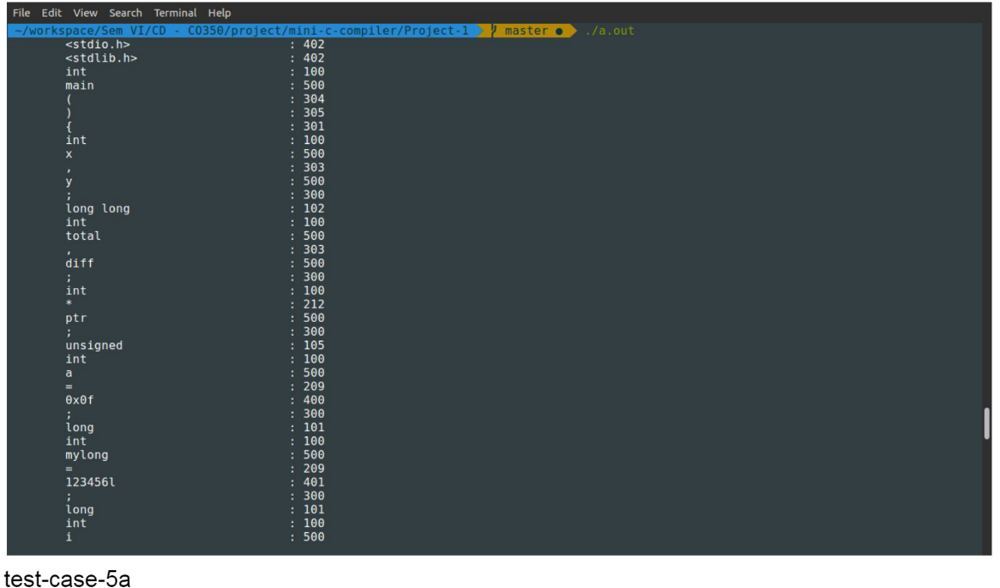 File Edit View Search Terminal Help
~/workspace/Sem VI/CD - CO350/project/mini-c-compiler/Project-1 master ● ./a.out
<stdio.h> : 402
<stdlib.h> : 402
int : 100
main : 500
( : 304
) : 305
{ : 301
int : 100
x : 500
, : 303
y : 500
; : 300
long long : 102
int : 100
total : 500
, : 303
diff : 500
; : 300
int : 100
* : 212
ptr : 500
; : 300
unsigned : 105
int : 100
a : 500
= : 209
0x0f : 400
; : 300
long : 101
int : 100
mylong : 500
= : 209
123456l : 401
; : 300
long : 101
int : 100
i : 500
test-case-5a